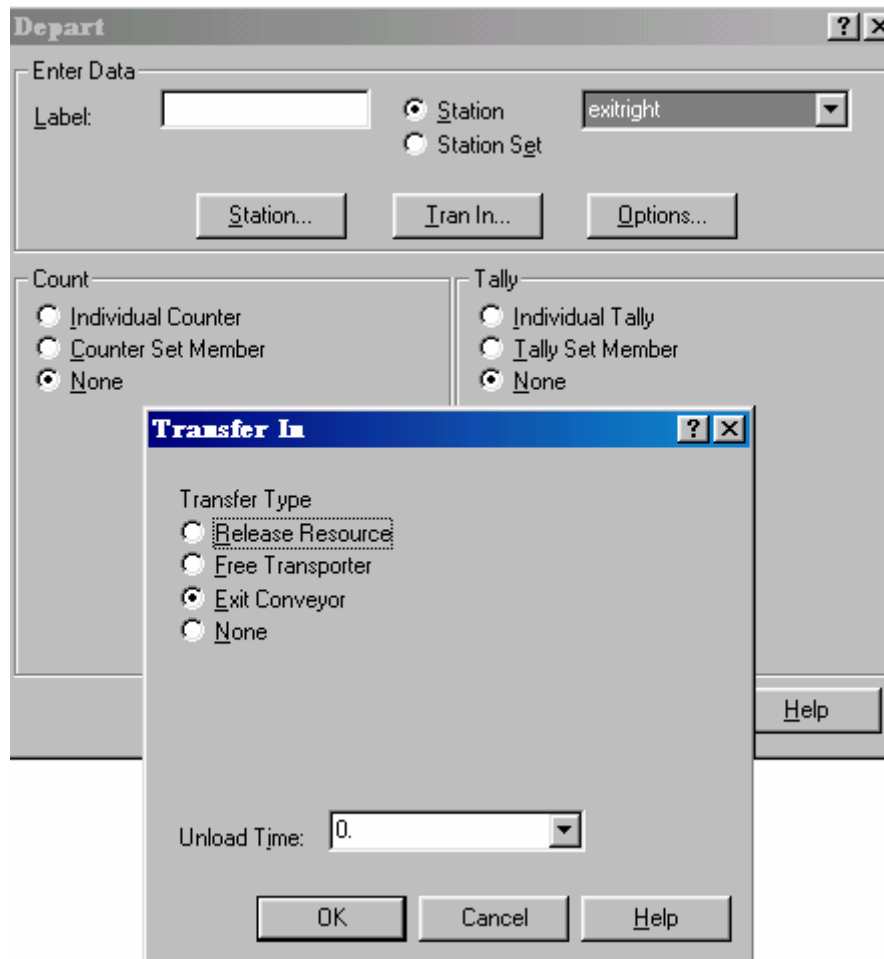 Depart
Enter Data
Label:
Station
exitright
Station Set
Station...
Tran In...
Options...
Count
Individual Counter
Counter Set Member
None
Tally
Individual Tally
Tally Set Member
None
Transfer In
Transfer Type
Release Resource
Free Transporter
Exit Conveyor
None
Unload Time:
0.
OK
Cancel
Help
Help